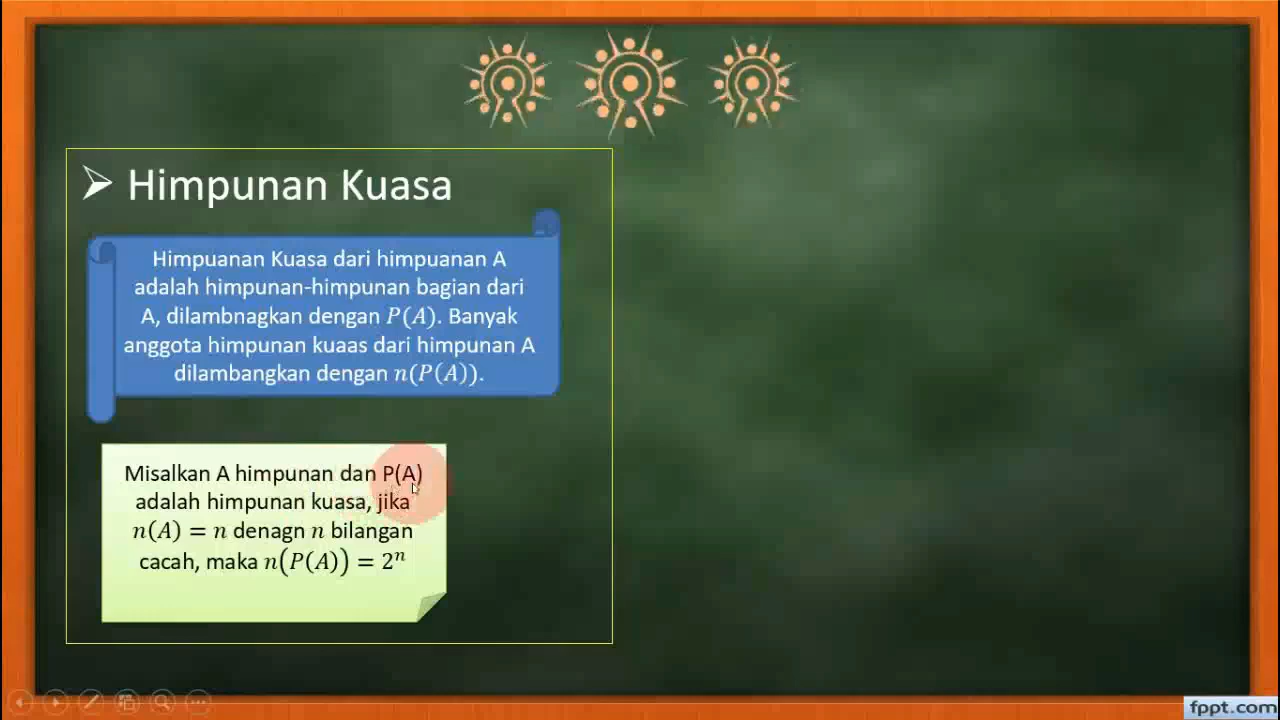 Himpunan Kuasa
Himpuanan Kuasa dari himpuanan A
adalah himpunan-himpunan bagian dari
A, dilambnagkan dengan P(A). Banyak
anggota himpunan kuaas dari himpunan A
dilambangkan dengan n(P(A)).
Misalkan A himpunan dan P(A)
adalah himpunan kuasa, jika
n(A) = n denagn n bilangan
cacah, maka n(P(A)) = 2ⁿ
fppt.com